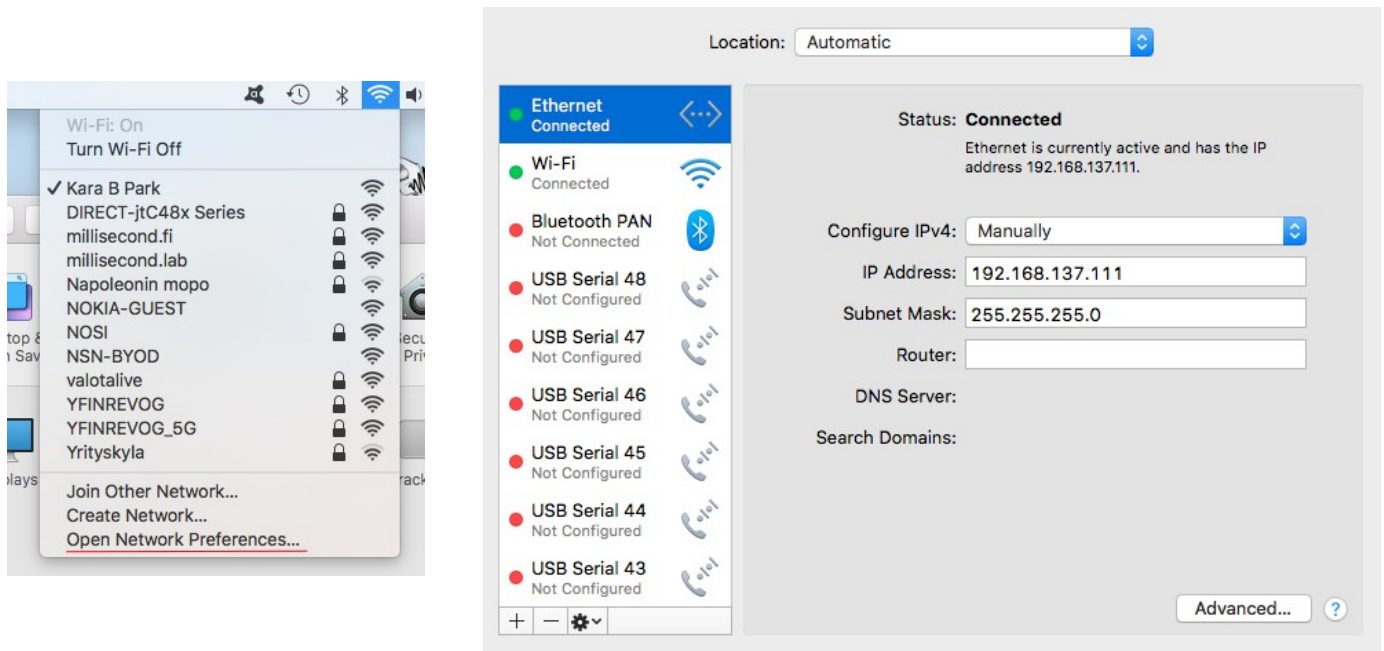 Wi-Fi: On
Turn Wi-Fi Off
Kara B Park
DIRECT-jtC48x Series
millisecond.fi
millisecond.lab
Napoleonin mopo
NOKIA-GUEST
NOSI
NSN-BYOD
valotalive
YFINREVOG
YFINREVOG_5G
Yrityskyla
Join Other Network...
Create Network...
Open Network Preferences...
Location: Automatic
Ethernet
Connected
Wi-Fi
Connected
Bluetooth PAN
Not Connected
USB Serial 48
Not Configured
USB Serial 47
Not Configured
USB Serial 46
Not Configured
USB Serial 45
Not Configured
USB Serial 44
Not Configured
USB Serial 43
Not Configured
Status: Connected
Ethernet is currently active and has the IP
address 192.168.137.111.
Configure IPv4: Manually
IP Address: 192.168.137.111
Subnet Mask: 255.255.255.0
Router:
DNS Server:
Search Domains:
Advanced... ?